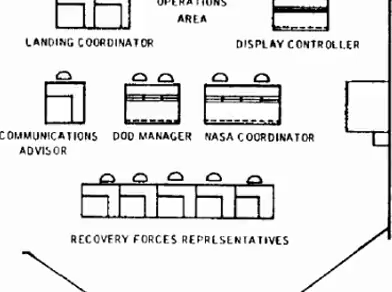 OPERATIONS
AREA
LANDING COORDINATOR
DISPLAY CONTROLLER
COMMUNICATIONS
ADVISOR
DOD MANAGER
NASA COORDINATOR
RECOVERY FORCES REPRESENTATIVES